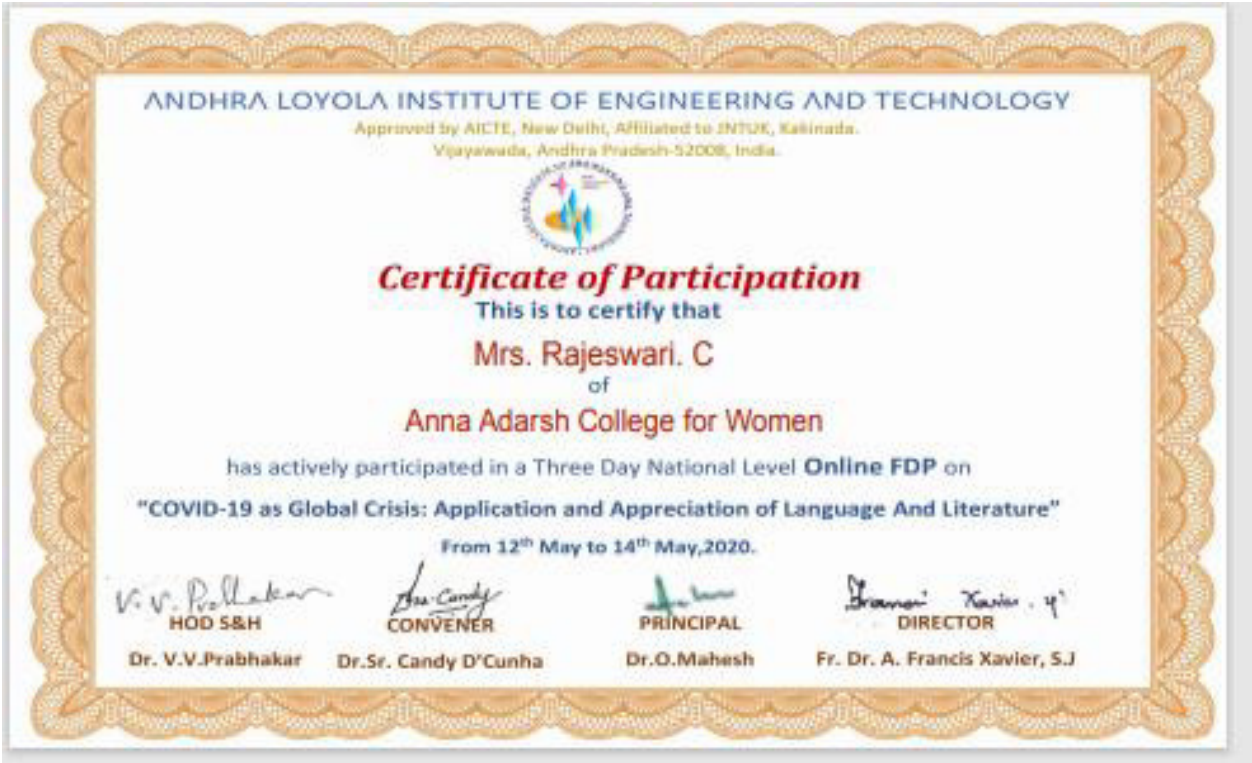 ANDHRA LOYOLA INSTITUTE OF ENGINEERING AND TECHNOLOGY
Approved by AICTE, New Delhi, Affiliated to JNTUK, Kakinada.
Vijayawada, Andhra Pradesh-52008, India.
Certificate of Participation
This is to certify that
Mrs. Rajeswari. C
of
Anna Adarsh College for Women
has actively participated in a Three Day National Level Online FDP on
"COVID-19 as Global Crisis: Application and Appreciation of Language And Literature"
From 12th May to 14th May,2020.
V. V. Prabhakar
HOD S&H CONVENER PRINCIPAL DIRECTOR
Dr. V.V.Prabhakar Dr.Sr. Candy D'Cunha Dr.O.Mahesh Fr. Dr. A. Francis Xavier, S.J